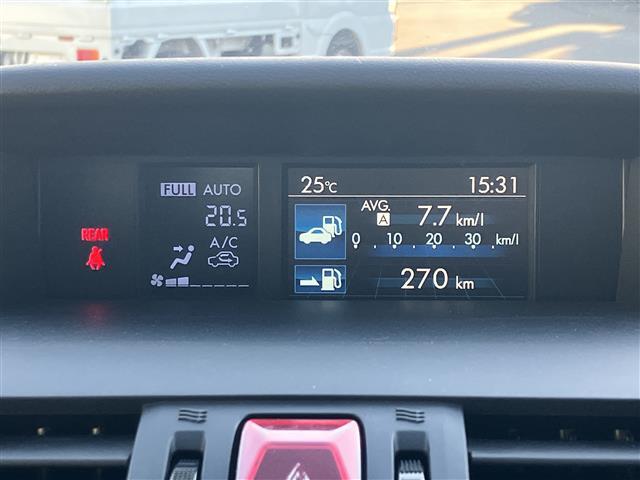 REAR
FULL AUTO
20.5
A/C
25℃ 15:31
AVG.
A 7.7 km/l
0 10 20 30 km/l
270 km